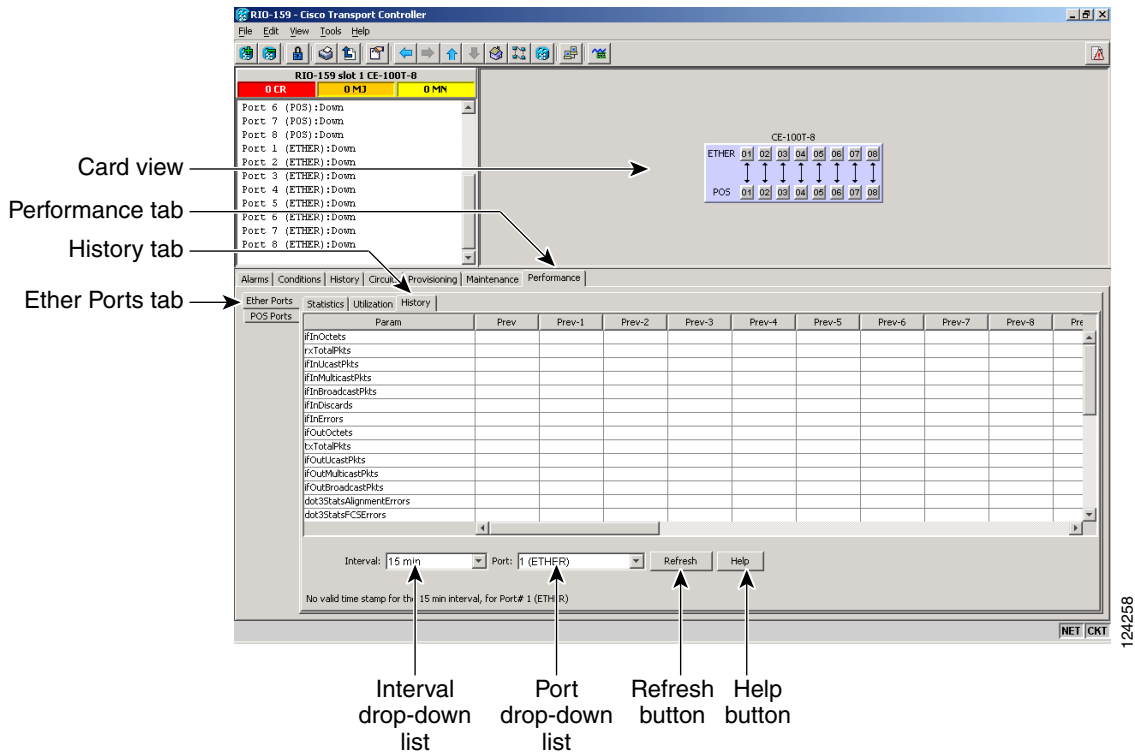 RIO-159 - Cisco Transport Controller
File Edit View Tools Help
RIO-159 slot 1 CE-100T-8
0 CR 0 MJ 0 MN
Port 6 (POS):Down
Port 7 (POS):Down
Port 8 (POS):Down
Port 1 (ETHER):Down
Port 2 (ETHER):Down
Port 3 (ETHER):Down
Port 4 (ETHER):Down
Port 5 (ETHER):Down
Port 6 (ETHER):Down
Port 7 (ETHER):Down
Port 8 (ETHER):Down
CE-100T-8
ETHER 01 02 03 04 05 06 07 08
POS 01 02 03 04 05 06 07 08
Card view
Performance tab
History tab
Ether Ports tab
Alarms Conditions History Circuits Provisioning Maintenance Performance
Ether Ports
POS Ports
Statistics Utilization History
Param Prev Prev-1 Prev-2 Prev-3 Prev-4 Prev-5 Prev-6 Prev-7 Prev-8 Pre
ifInOctets
rxTotalPkts
ifInUcastPkts
ifInMulticastPkts
ifInBroadcastPkts
ifInDiscards
ifInErrors
ifOutOctets
txTotalPkts
ifOutUcastPkts
ifOutMulticastPkts
ifOutBroadcastPkts
dot3StatsAlignmentErrors
dot3StatsFCSErrors
Interval: 15 min Port: 1 (ETHER) Refresh Help
No valid time stamp for the 15 min interval, for Port# 1 (ETHER)
NET CKT
124258
Interval
drop-down
list
Port
drop-down
list
Refresh
button
Help
button